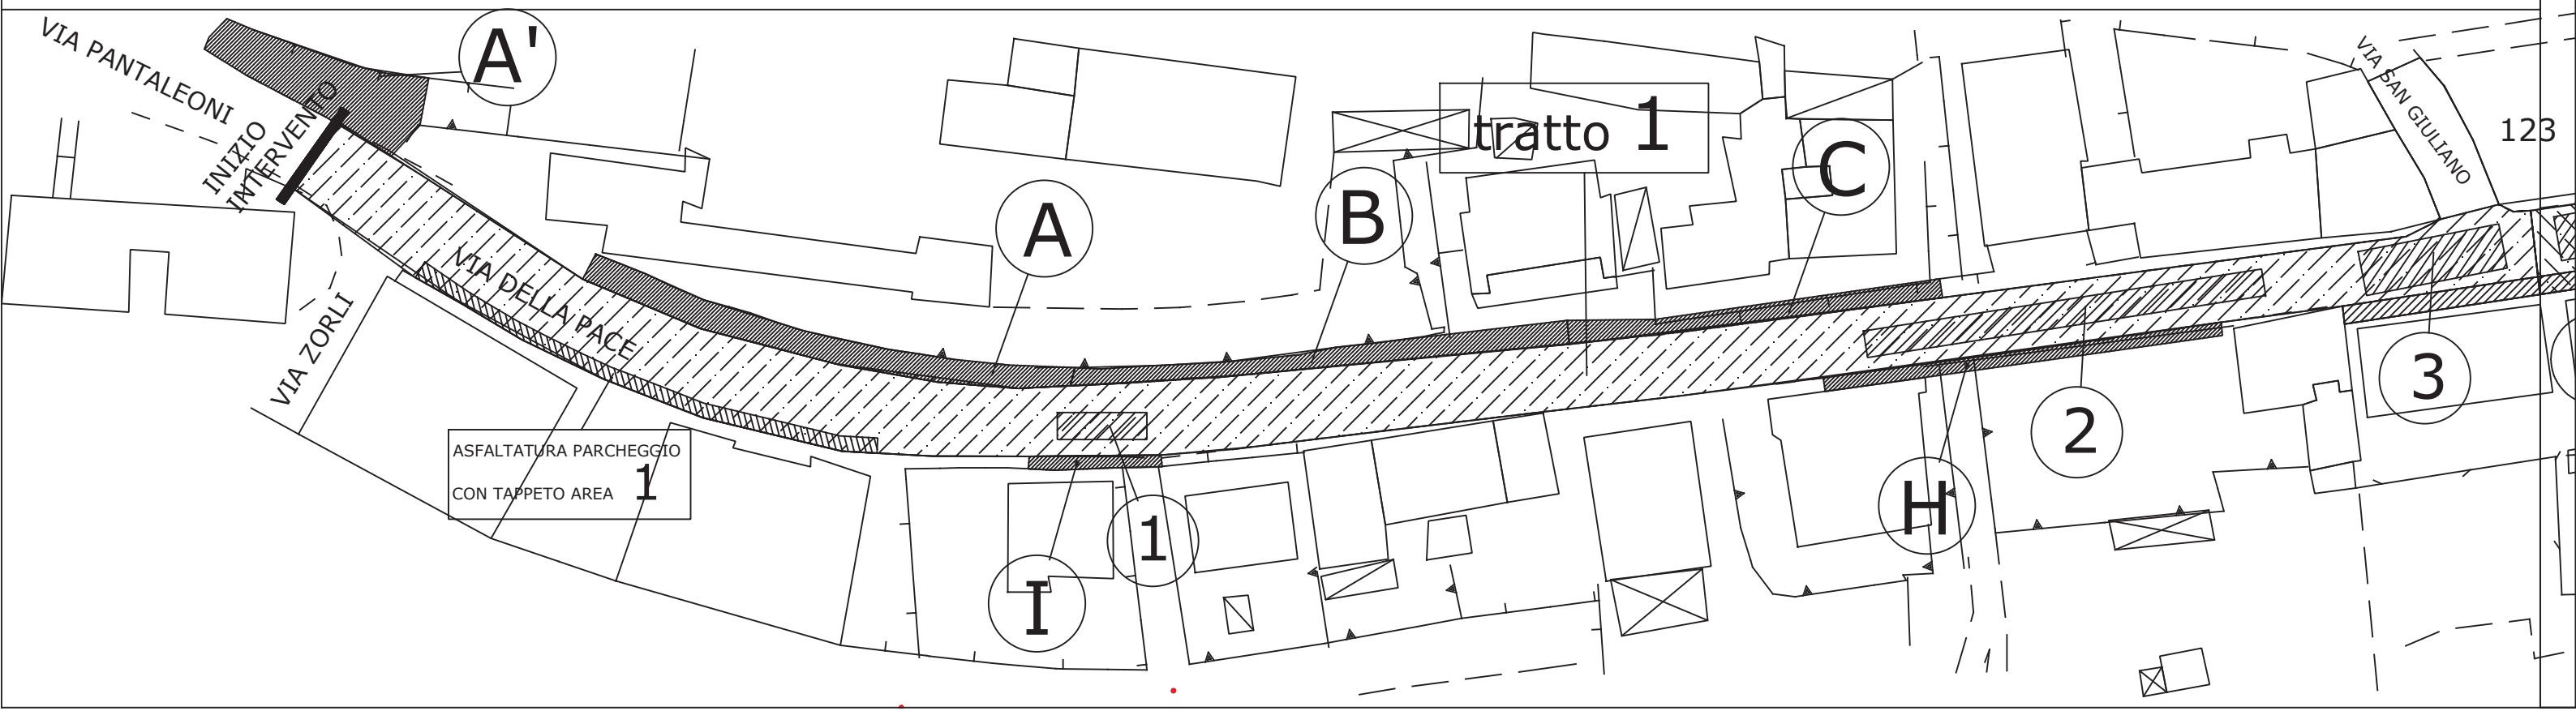 VIA PANTALEONI
A'
INIZIO
INTERVENTO
VIA DELLA PACE
VIA ZORLI
ASFALTATURA PARCHEGGIO
CON TAPPETO AREA 1
A
B
tratto 1
C
VIA SAN GIULIANO
123
I
1
H
2
3